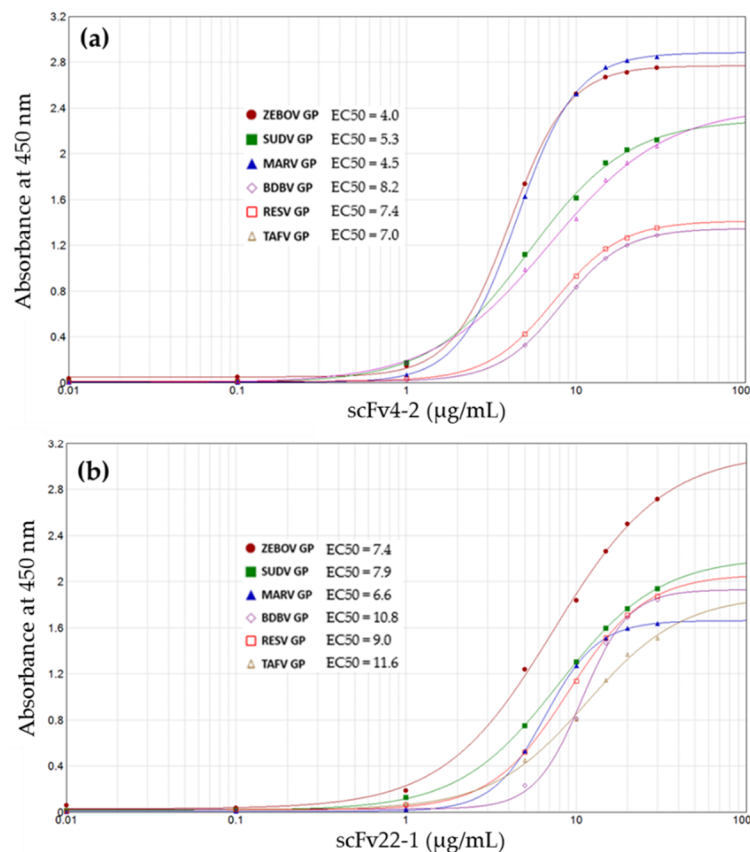 (a)
3.2
2.8
2.4
2
1.6
1.2
0.8
0.4
0
Absorbance at 450 nm
ZEBOV GP EC50 = 4.0
SUDV GP EC50 = 5.3
MARV GP EC50 = 4.5
BDBV GP EC50 = 8.2
RESV GP EC50 = 7.4
TAFV GP EC50 = 7.0
0.01 0.1 1 10 100
scFv4-2 (µg/mL)
(b)
3.2
2.8
2.4
2
1.6
1.2
0.8
0.4
0
Absorbance at 450 nm
ZEBOV GP EC50 = 7.4
SUDV GP EC50 = 7.9
MARV GP EC50 = 6.6
BDBV GP EC50 = 10.8
RESV GP EC50 = 9.0
TAFV GP EC50 = 11.6
0.01 0.1 1 10 100
scFv22-1 (µg/mL)